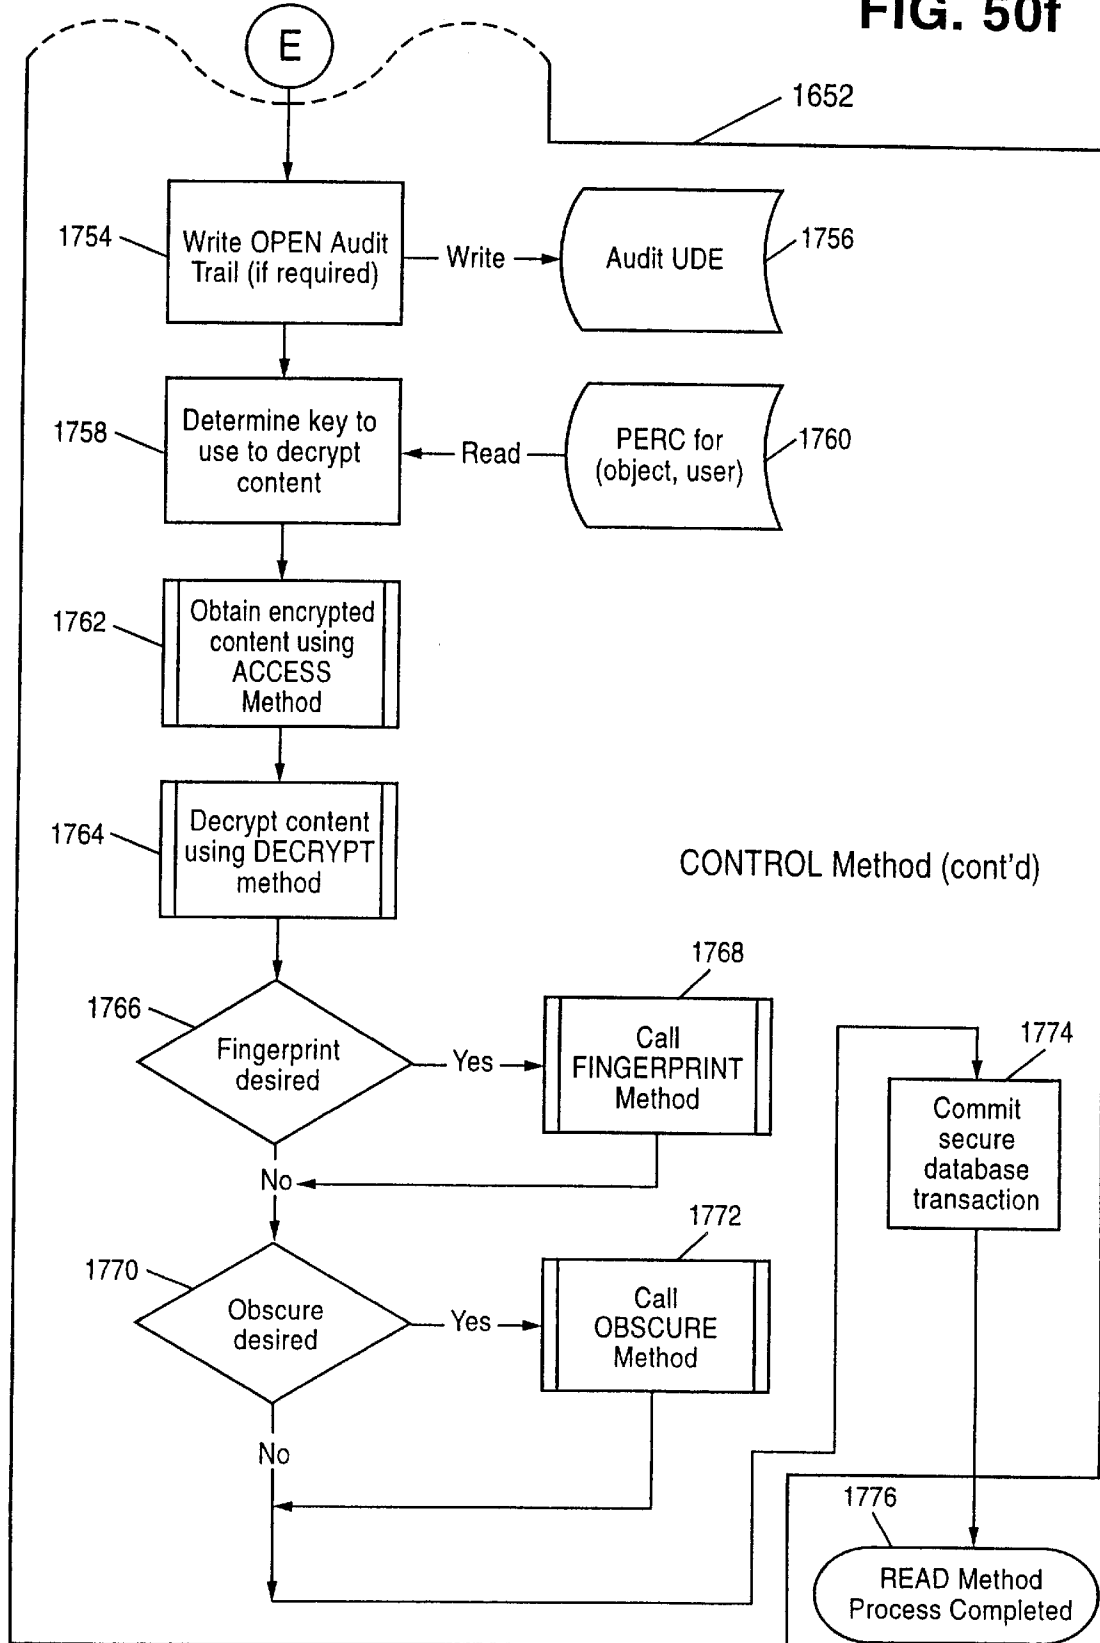 FIG. 50f
E
1652
1754
Write OPEN Audit
Trail (if required)
Write
Audit UDE
1756
1758
Determine key to
use to decrypt
content
Read
PERC for
(object, user)
1760
1762
Obtain encrypted
content using
ACCESS
Method
1764
Decrypt content
using DECRYPT
method
CONTROL Method (cont'd)
1766
Fingerprint
desired
Yes
1768
Call
FINGERPRINT
Method
No
1774
Commit
secure
database
transaction
1770
Obscure
desired
Yes
1772
Call
OBSCURE
Method
No
1776
READ Method
Process Completed